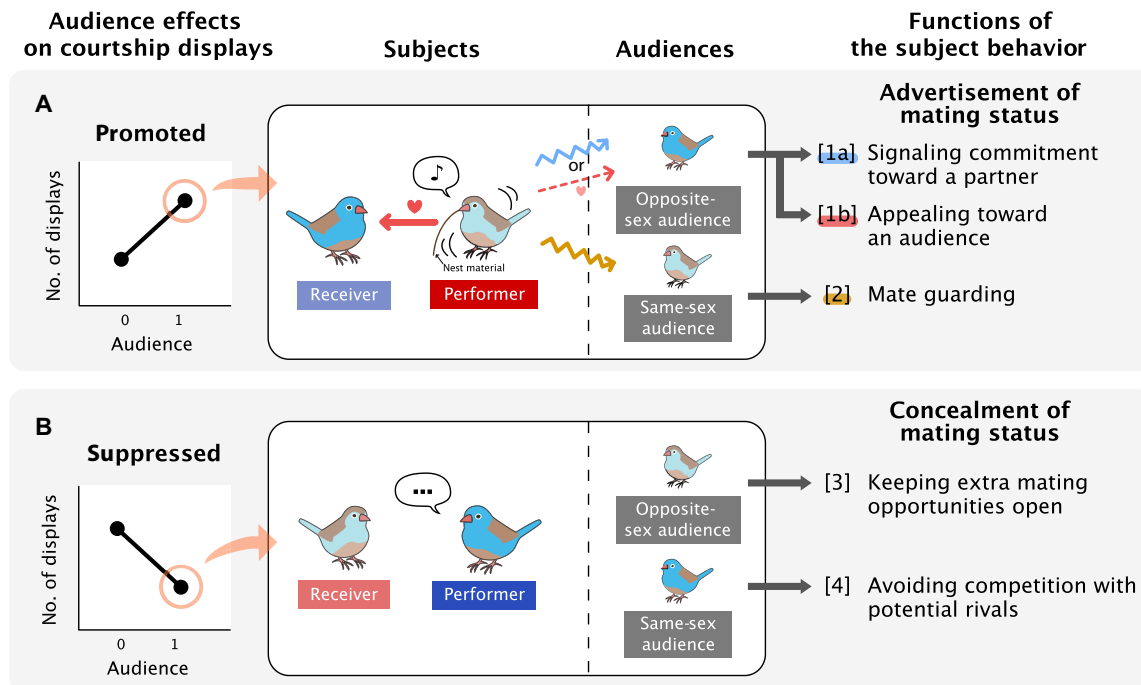 Audience effects
on courtship displays
Subjects
Audiences
Functions of
the subject behavior
A
Promoted
No. of displays
0 1
Audience
♪
Nest material
Receiver
Performer
or
Opposite-
sex audience
Same-sex
audience
Advertisement of
mating status
[1a] Signaling commitment
toward a partner
[1b] Appealing toward
an audience
[2] Mate guarding
B
Suppressed
No. of displays
0 1
Audience
...
Receiver
Performer
Opposite-
sex audience
Same-sex
audience
Concealment of
mating status
[3] Keeping extra mating
opportunities open
[4] Avoiding competition with
potential rivals